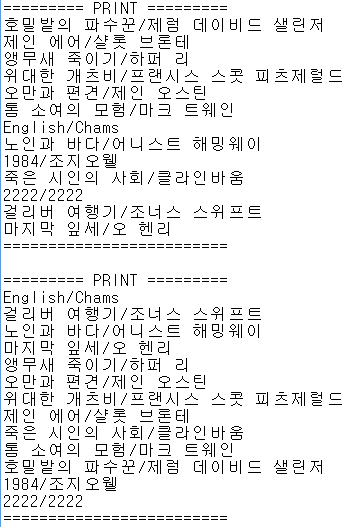 ========= PRINT =========
호밀밭의 파수꾼/제럼 데이비드 샐린저
제인 에어/샬롯 브론테
앵무새 죽이기/하퍼 리
위대한 개츠비/프랜시스 스콧 피츠제럴드
오만과 편견/제인 오스틴
톰 소여의 모험/마크 트웨인
English/Chams
노인과 바다/어니스트 해밍웨이
1984/조지오웰
죽은 시인의 사회/클라인바움
2222/2222
걸리버 여행기/조너스 스위프트
마지막 잎세/오 헨리
=========================
========= PRINT =========
English/Chams
걸리버 여행기/조너스 스위프트
노인과 바다/어니스트 해밍웨이
마지막 잎세/오 헨리
앵무새 죽이기/하퍼 리
오만과 편견/제인 오스틴
위대한 개츠비/프랜시스 스콧 피츠제럴드
제인 에어/샬롯 브론테
죽은 시인의 사회/클라인바움
톰 소여의 모험/마크 트웨인
호밀밭의 파수꾼/제럼 데이비드 샐린저
1984/조지오웰
2222/2222
=========================